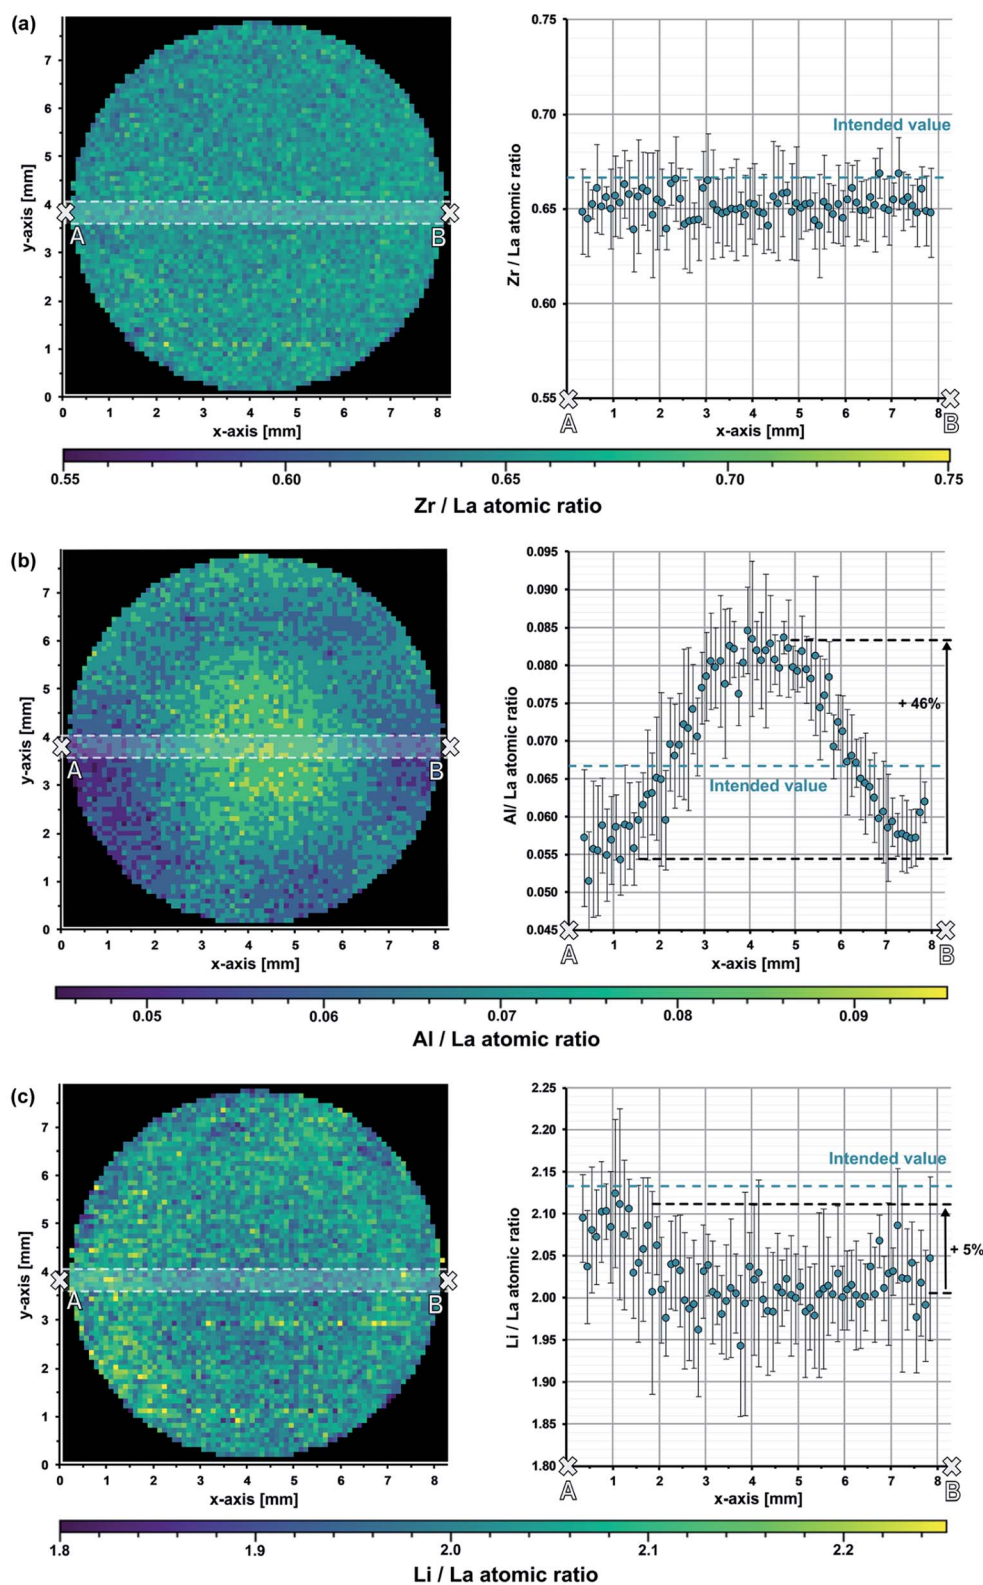 (a)
y-axis [mm]
7
6
5
4
3
2
1
0
A
B
0 1 2 3 4 5 6 7 8
x-axis [mm]
Zr / La atomic ratio
0.75
0.70
0.65
0.60
0.55
Intended value
1 2 3 4 5 6 7 8
A
x-axis [mm]
B
0.55 0.60 0.65 0.70 0.75
Zr / La atomic ratio
(b)
y-axis [mm]
7
6
5
4
3
2
1
0
A
B
0 1 2 3 4 5 6 7 8
x-axis [mm]
Al/ La atomic ratio
0.095
0.090
0.085
0.080
0.075
0.070
0.065
0.060
0.055
0.050
0.045
+ 46%
Intended value
1 2 3 4 5 6 7 8
A
x-axis [mm]
B
0.05 0.06 0.07 0.08 0.09
Al / La atomic ratio
(c)
y-axis [mm]
7
6
5
4
3
2
1
0
A
B
0 1 2 3 4 5 6 7 8
x-axis [mm]
Li / La atomic ratio
2.25
2.20
2.15
2.10
2.05
2.00
1.95
1.90
1.85
1.80
Intended value
+ 5%
1 2 3 4 5 6 7 8
A
x-axis [mm]
B
1.8 1.9 2.0 2.1 2.2
Li / La atomic ratio